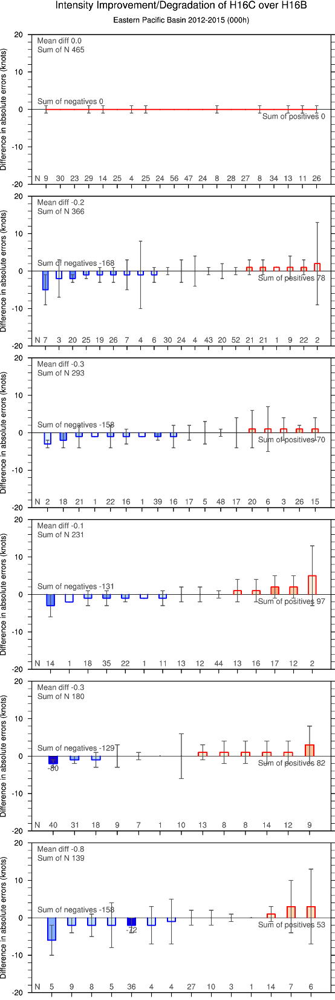 Intensity Improvement/Degradation of H16C over H16B
Eastern Pacific Basin 2012-2015 (000h)
Difference in absolute errors (knots)
20
10
0
-10
-20
Mean diff 0.0
Sum of N 465
Sum of negatives 0
Sum of positives 0
N 9 30 23 29 14 25 4 25 24 56 47 24 8 28 27 8 34 13 11 26
Difference in absolute errors (knots)
20
10
0
-10
-20
Mean diff -0.2
Sum of N 366
Sum of negatives -168
Sum of positives 78
N 7 3 20 25 19 26 7 4 6 30 24 4 43 20 52 21 21 1 9 22 2
Difference in absolute errors (knots)
20
10
0
-10
-20
Mean diff -0.3
Sum of N 293
Sum of negatives -158
Sum of positives 70
N 2 18 21 1 22 16 1 39 16 17 5 48 17 20 6 3 26 15
Difference in absolute errors (knots)
20
10
0
-10
-20
Mean diff -0.1
Sum of N 231
Sum of negatives -131
Sum of positives 97
N 14 1 18 35 22 1 11 13 12 44 13 16 17 12 2
Difference in absolute errors (knots)
20
10
0
-10
-20
Mean diff -0.3
Sum of N 180
Sum of negatives -129
-80
Sum of positives 82
N 40 31 18 9 7 1 10 13 8 8 14 12 9
Difference in absolute errors (knots)
20
10
0
-10
-20
Mean diff -0.8
Sum of N 139
Sum of negatives -158
-72
Sum of positives 53
N 5 9 8 5 36 4 4 27 10 3 1 14 7 6